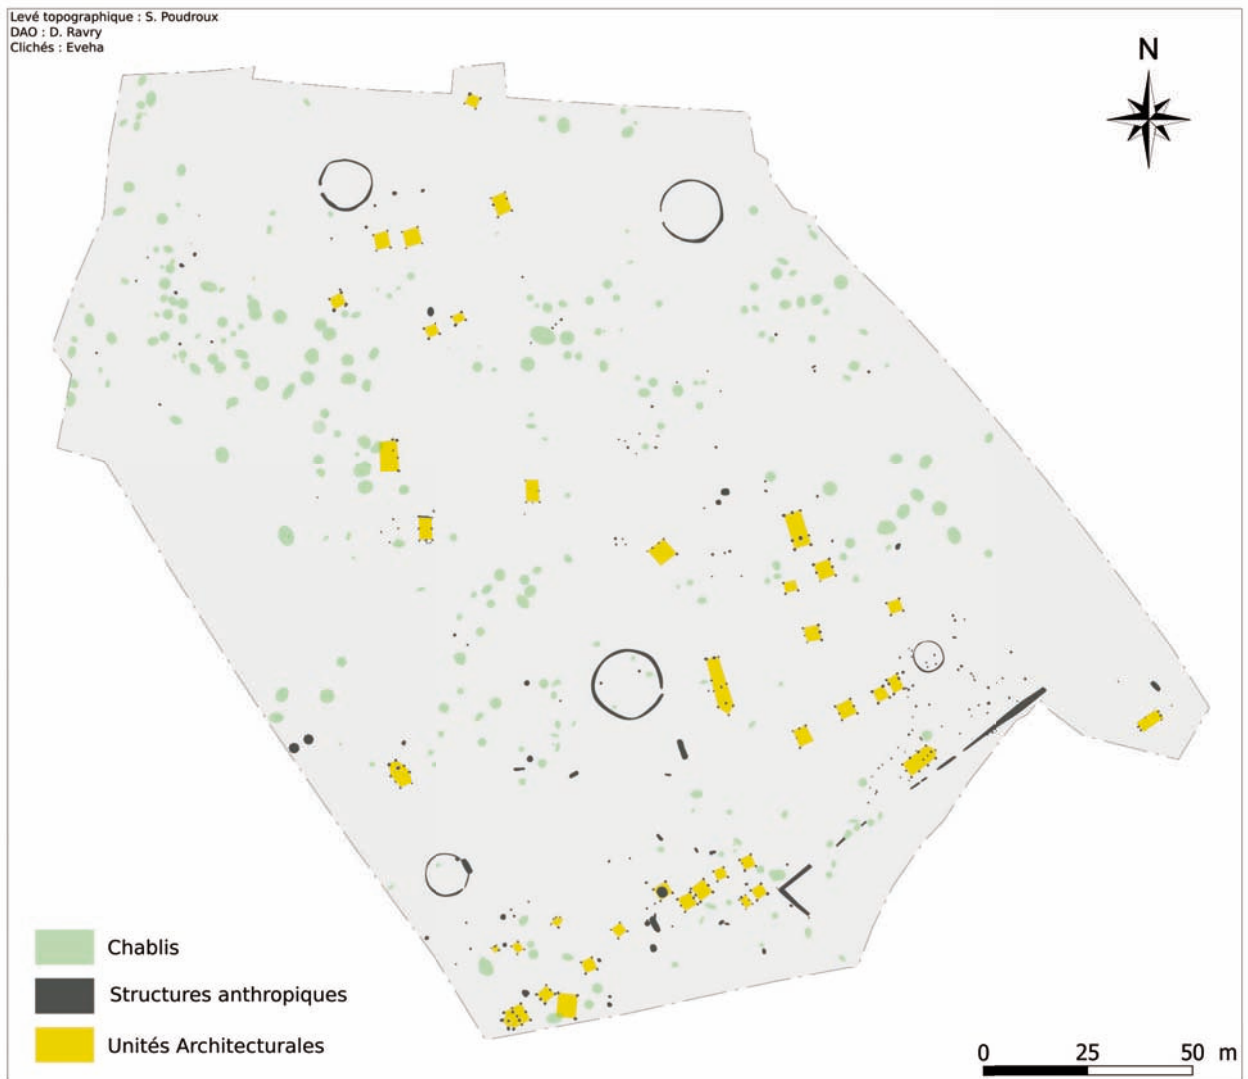 Levé topographique : S. Poudroux
DAO : D. Ravry
Clichés : Eveha
N
Chablis
Structures anthropiques
Unités Architecturales
0 25 50 m